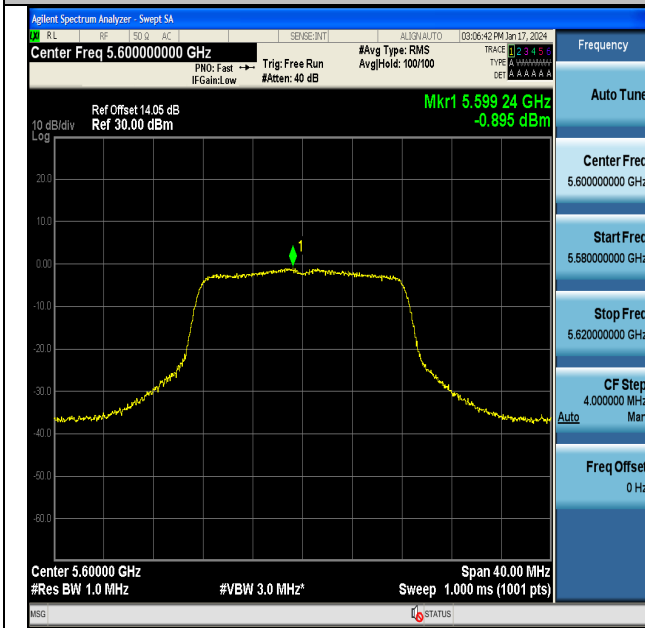 Agilent Spectrum Analyzer - Swept SA
LXI RL RF 50 Ω AC SENSE:INT ALIGN AUTO 03:06:42 PM Jan 17, 2024
Center Freq 5.600000000 GHz
PNO: Fast
IFGain:Low
Trig: Free Run
#Atten: 40 dB
#Avg Type: RMS
Avg|Hold: 100/100
TRACE 1 2 3 4 5 6
TYPE A
DET A A A A A A
Frequency
Auto Tune
Center Freq
5.600000000 GHz
Start Freq
5.580000000 GHz
Stop Freq
5.620000000 GHz
CF Step
4.000000 MHz
Auto Man
Freq Offset
0 Hz
Mkr1 5.599 24 GHz
-0.895 dBm
Ref Offset 14.05 dB
10 dB/div Ref 30.00 dBm
Log
20.0
10.0
0.00
-10.0
-20.0
-30.0
-40.0
-50.0
-60.0
1
Center 5.60000 GHz Span 40.00 MHz
#Res BW 1.0 MHz #VBW 3.0 MHz* Sweep 1.000 ms (1001 pts)
MSG STATUS